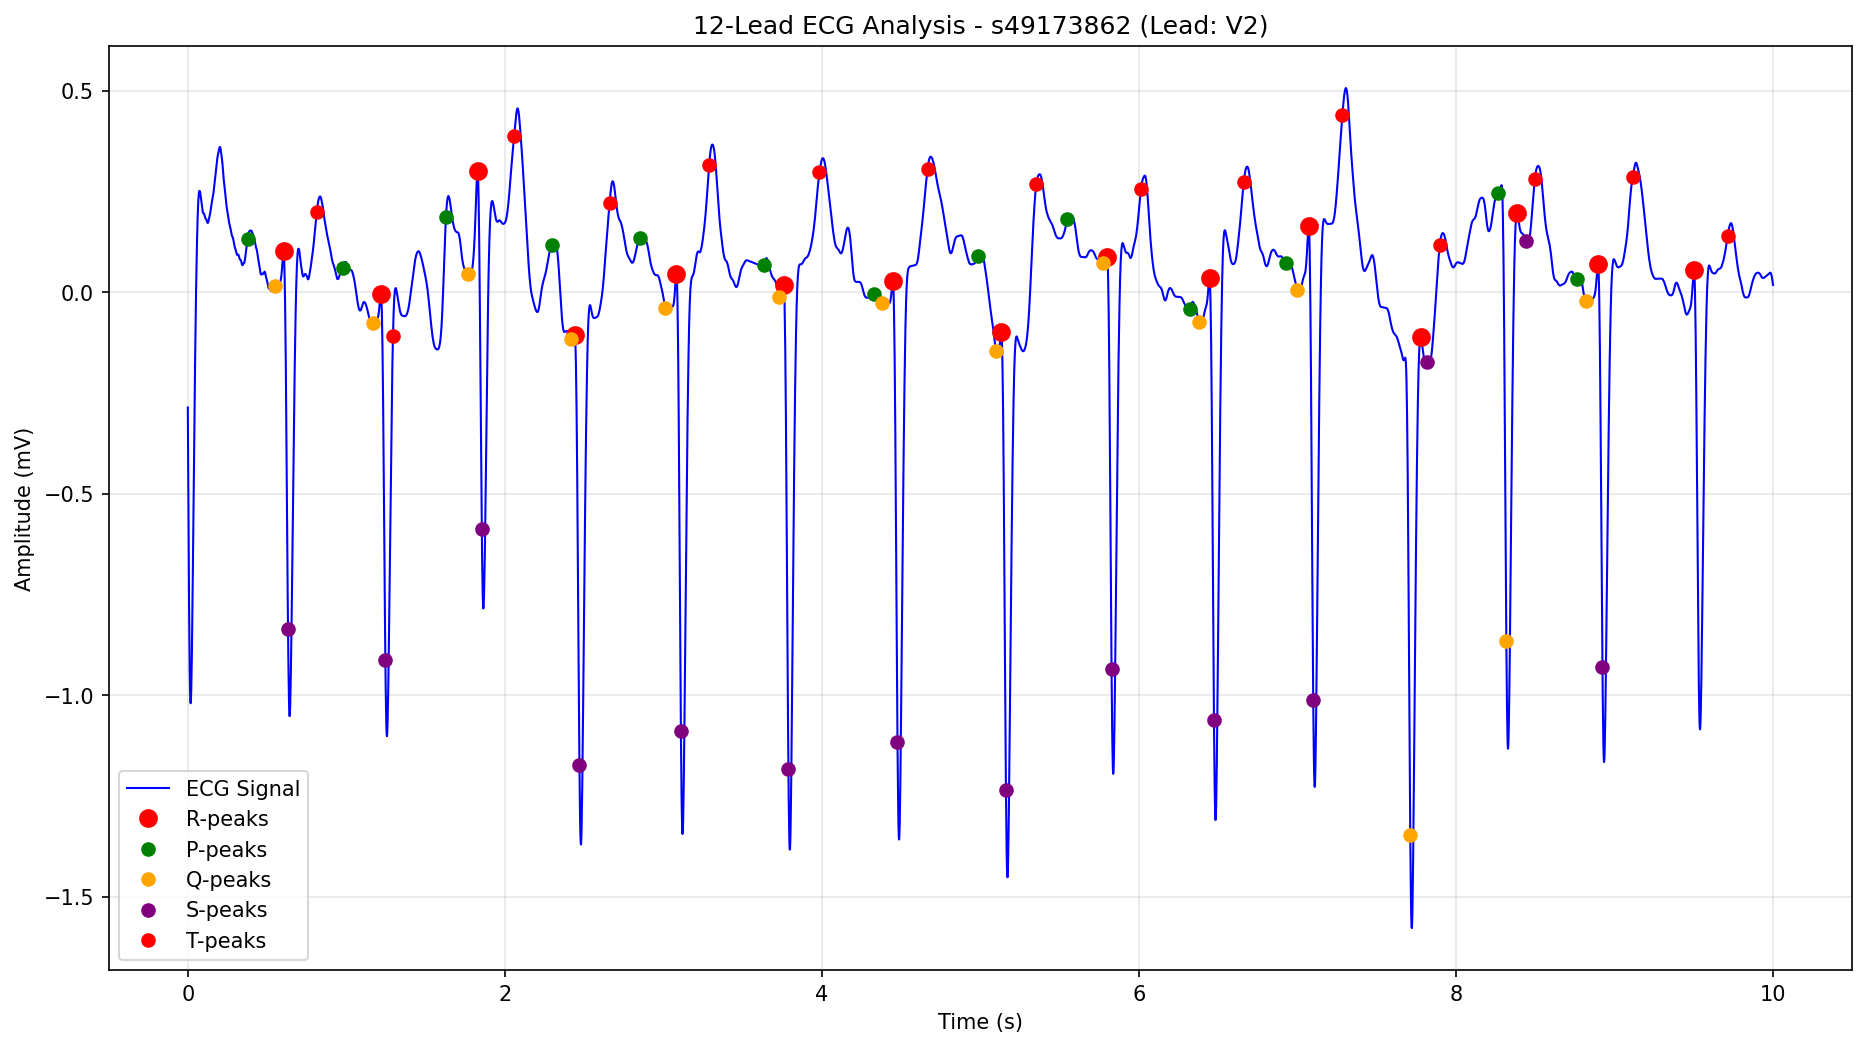 12-Lead ECG Analysis - s49173862 (Lead: V2)
Amplitude (mV)
0.5
0.0
−0.5
−1.0
−1.5
ECG Signal
R-peaks
P-peaks
Q-peaks
S-peaks
T-peaks
0 2 4 6 8 10
Time (s)